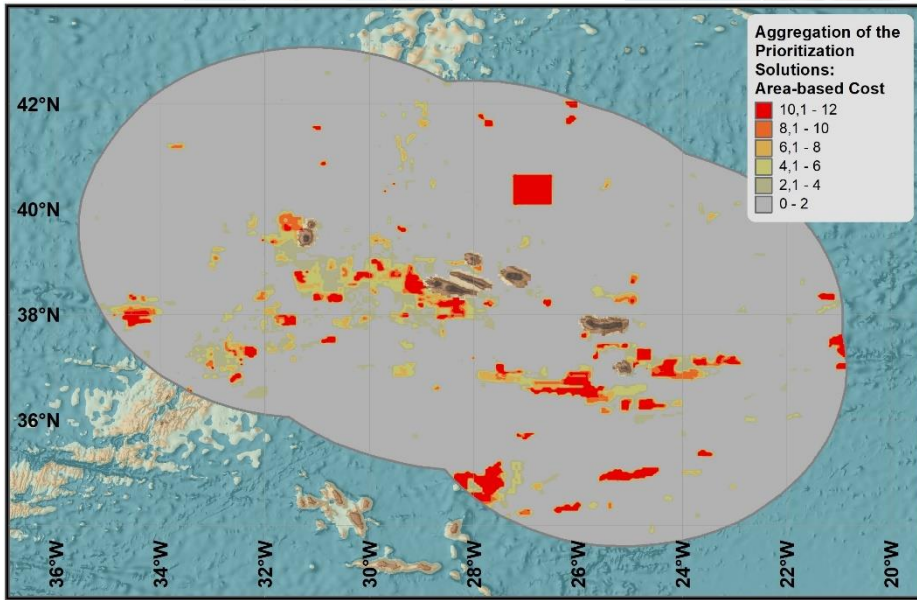 Aggregation of the
Prioritization
Solutions:
Area-based Cost
10,1 - 12
8,1 - 10
6,1 - 8
4,1 - 6
2,1 - 4
0 - 2
42°N
40°N
38°N
36°N
36°W
34°W
32°W
30°W
28°W
26°W
24°W
22°W
20°W